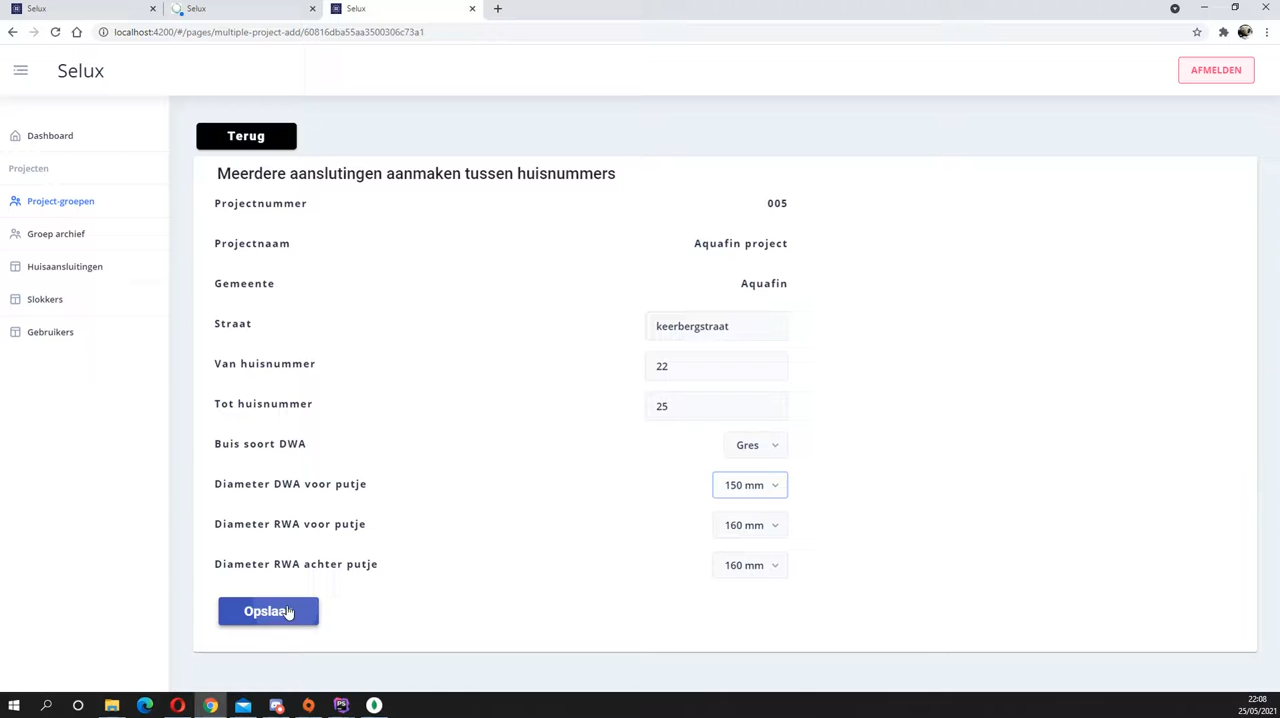 Selux
Selux
Selux
localhost:4200/#/pages/multiple-project-add/60816dba55aa3500306c73a1
Selux
AFMELDEN
Dashboard
Projecten
Project-groepen
Groep archief
Huisaansluitingen
Slokkers
Gebruikers
Terug
Meerdere aanslutingen aanmaken tussen huisnummers
Projectnummer 005
Projectnaam Aquafin project
Gemeente Aquafin
Straat keerbergstraat
Van huisnummer 22
Tot huisnummer 25
Buis soort DWA Gres
Diameter DWA voor putje 150 mm
Diameter RWA voor putje 160 mm
Diameter RWA achter putje 160 mm
Opslaan
22:08
25/05/2021